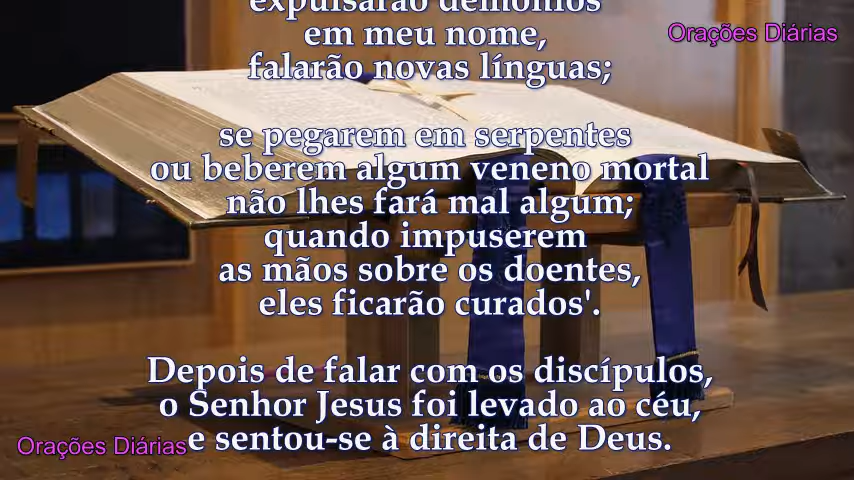 expulsarão demônios
em meu nome,
Orações Diárias
falarão novas línguas;
se pegarem em serpentes
ou beberem algum veneno mortal
não lhes fará mal algum;
quando impuserem
as mãos sobre os doentes,
eles ficarão curados'.
Depois de falar com os discípulos,
o Senhor Jesus foi levado ao céu,
e sentou-se à direita de Deus.
Orações Diárias